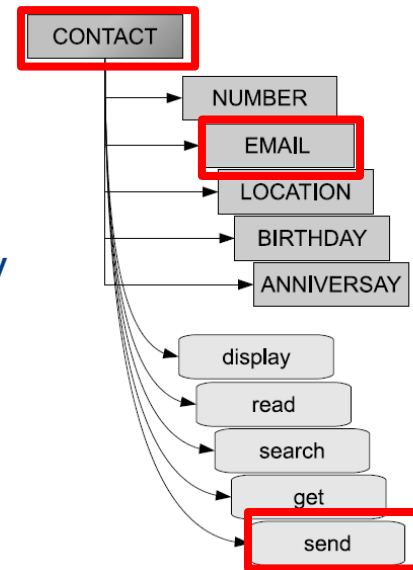 CONTACT
NUMBER
EMAIL
LOCATION
BIRTHDAY
ANNIVERSAY
display
read
search
get
send